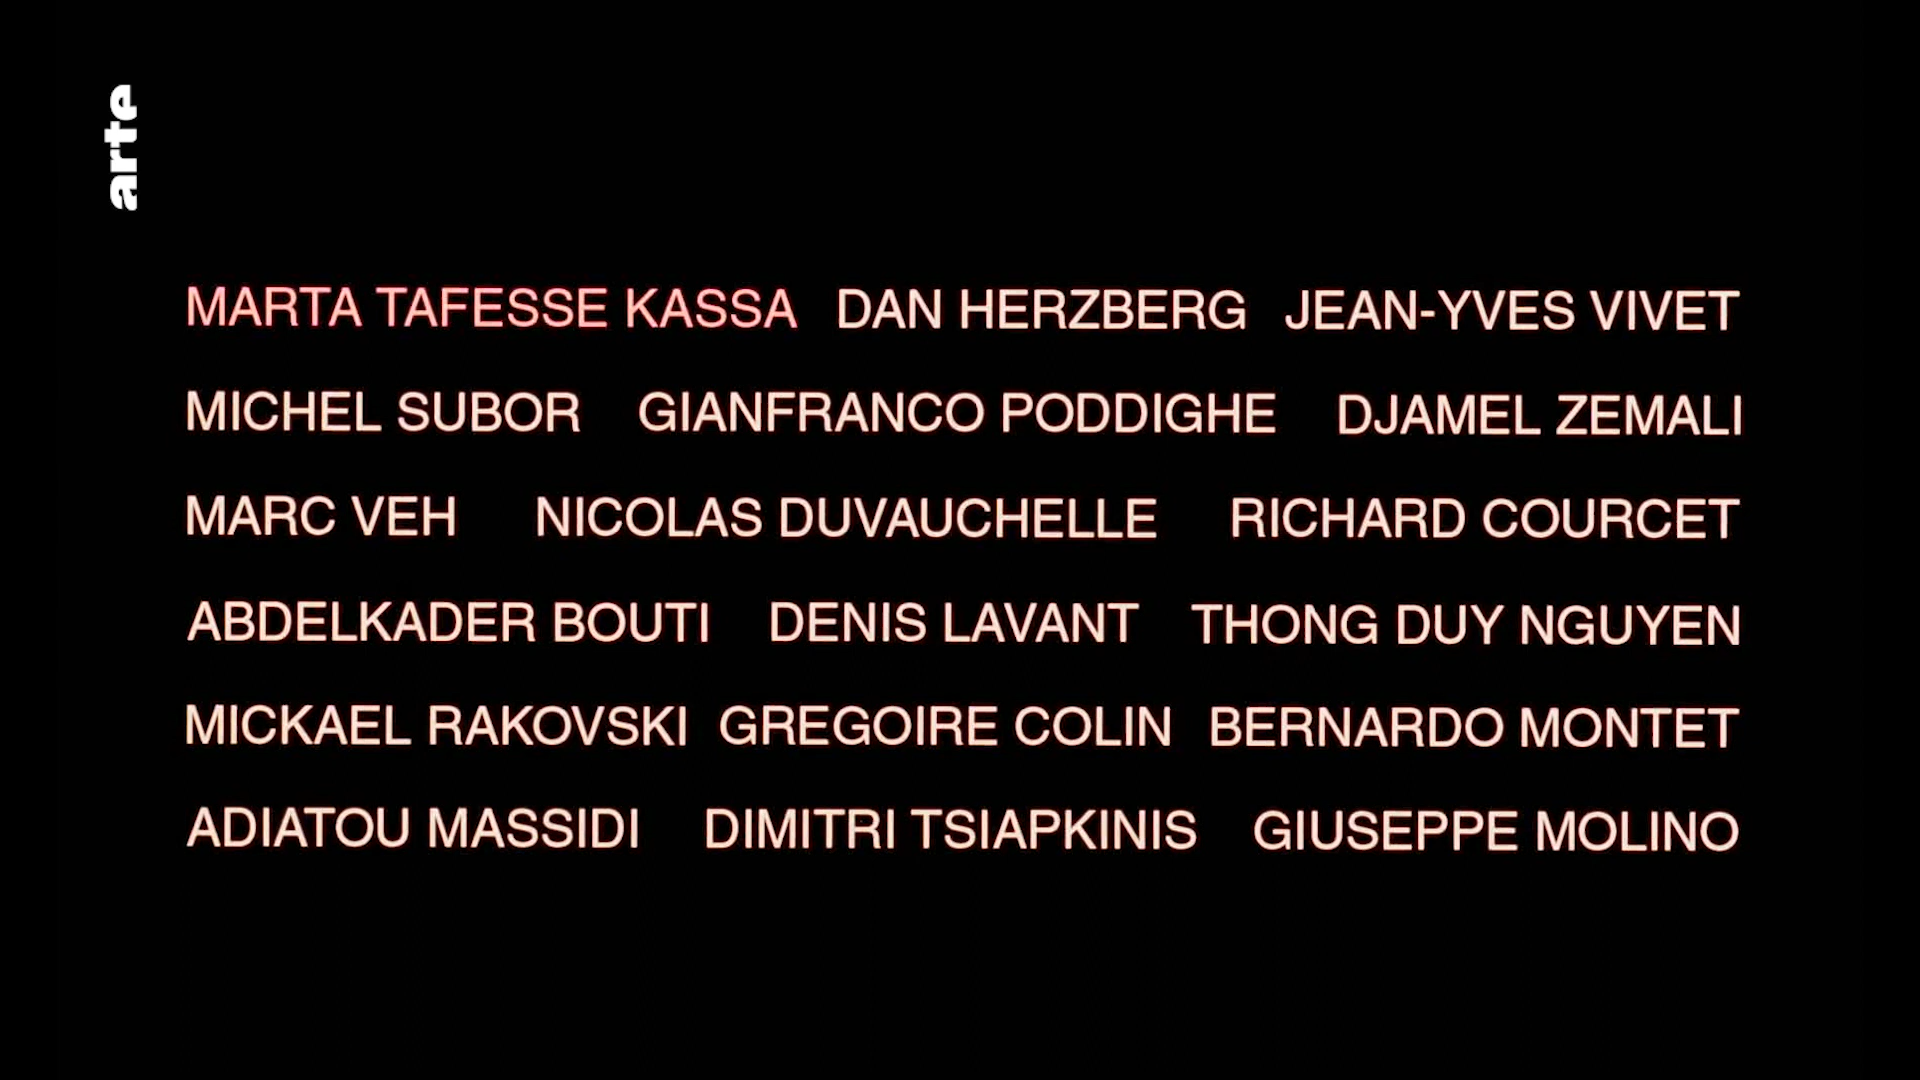 arte
MARTA TAFESSE KASSA DAN HERZBERG JEAN-YVES VIVET
MICHEL SUBOR GIANFRANCO PODDIGHE DJAMEL ZEMALI
MARC VEH NICOLAS DUVAUCHELLE RICHARD COURCET
ABDELKADER BOUTI DENIS LAVANT THONG DUY NGUYEN
MICKAEL RAKOVSKI GREGOIRE COLIN BERNARDO MONTET
ADIATOU MASSIDI DIMITRI TSIAPKINIS GIUSEPPE MOLINO